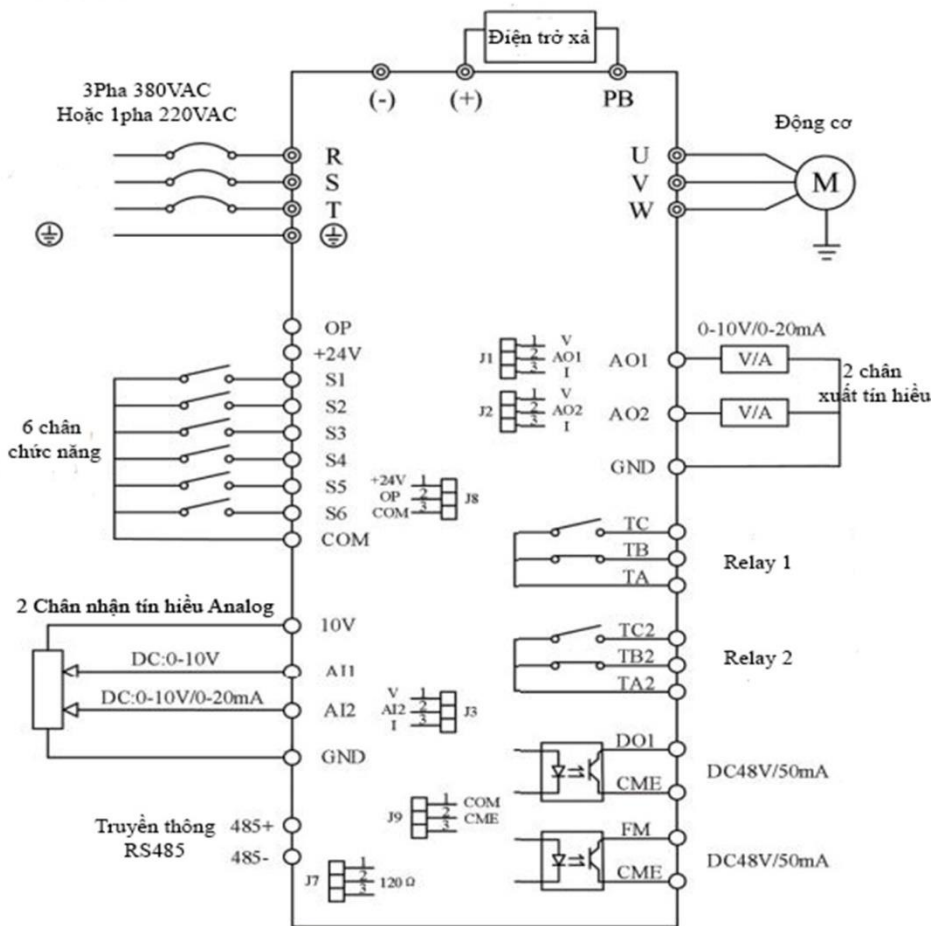 Điện trở xả
(-)
(+)
PB
3Pha 380VAC
Hoặc 1pha 220VAC
R
S
T
Động cơ
U
V
W
M
OP
+24V
S1
S2
S3
S4
S5
S6
COM
6 chân
chức năng
+24V 1
OP 2
COM 3
J8
J1
1 V
2 AO1
3 I
J2
1 V
2 AO2
3 I
0-10V/0-20mA
AO1
V/A
AO2
V/A
GND
2 chân
xuất tín hiều
TC
TB
TA
Relay 1
TC2
TB2
TA2
Relay 2
2 Chân nhận tín hiều Analog
10V
DC:0-10V
AI1
DC:0-10V/0-20mA
AI2
GND
V 1
AI2 2
I 3
J3
DO1
CME
DC48V/50mA
J9
1 COM
2 CME
3
FM
CME
DC48V/50mA
Truyền thông
RS485
485+
485-
J7
1
2 120 Ω
3